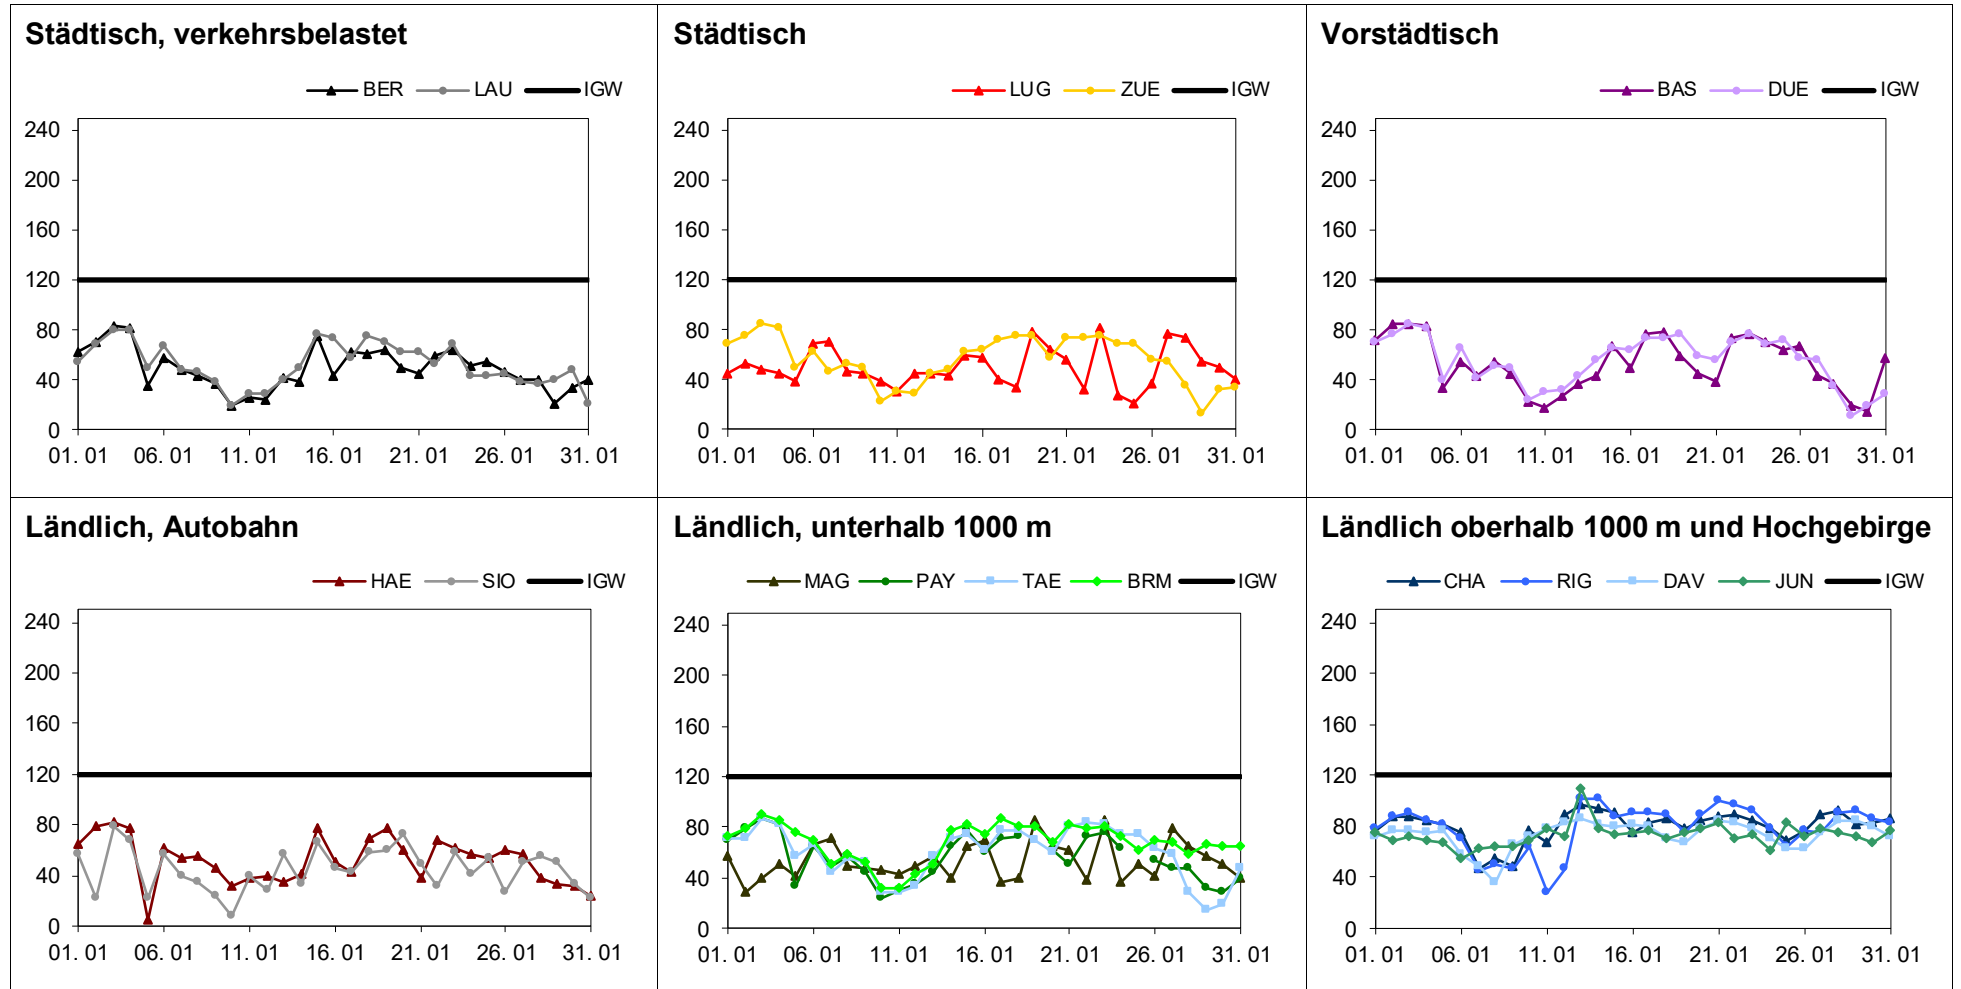 Städtisch, verkehrsbelastet
BER LAU IGW
240
200
160
120
80
40
0
01. 01 06. 01 11. 01 16. 01 21. 01 26. 01 31. 01
Städtisch
LUG ZUE IGW
240
200
160
120
80
40
0
01. 01 06. 01 11. 01 16. 01 21. 01 26. 01 31. 01
Vorstädtisch
BAS DUE IGW
240
200
160
120
80
40
0
01. 01 06. 01 11. 01 16. 01 21. 01 26. 01 31. 01
Ländlich, Autobahn
HAE SIO IGW
240
200
160
120
80
40
0
01. 01 06. 01 11. 01 16. 01 21. 01 26. 01 31. 01
Ländlich, unterhalb 1000 m
MAG PAY TAE BRM IGW
240
200
160
120
80
40
0
01. 01 06. 01 11. 01 16. 01 21. 01 26. 01 31. 01
Ländlich oberhalb 1000 m und Hochgebirge
CHA RIG DAV JUN IGW
240
200
160
120
80
40
0
01. 01 06. 01 11. 01 16. 01 21. 01 26. 01 31. 01